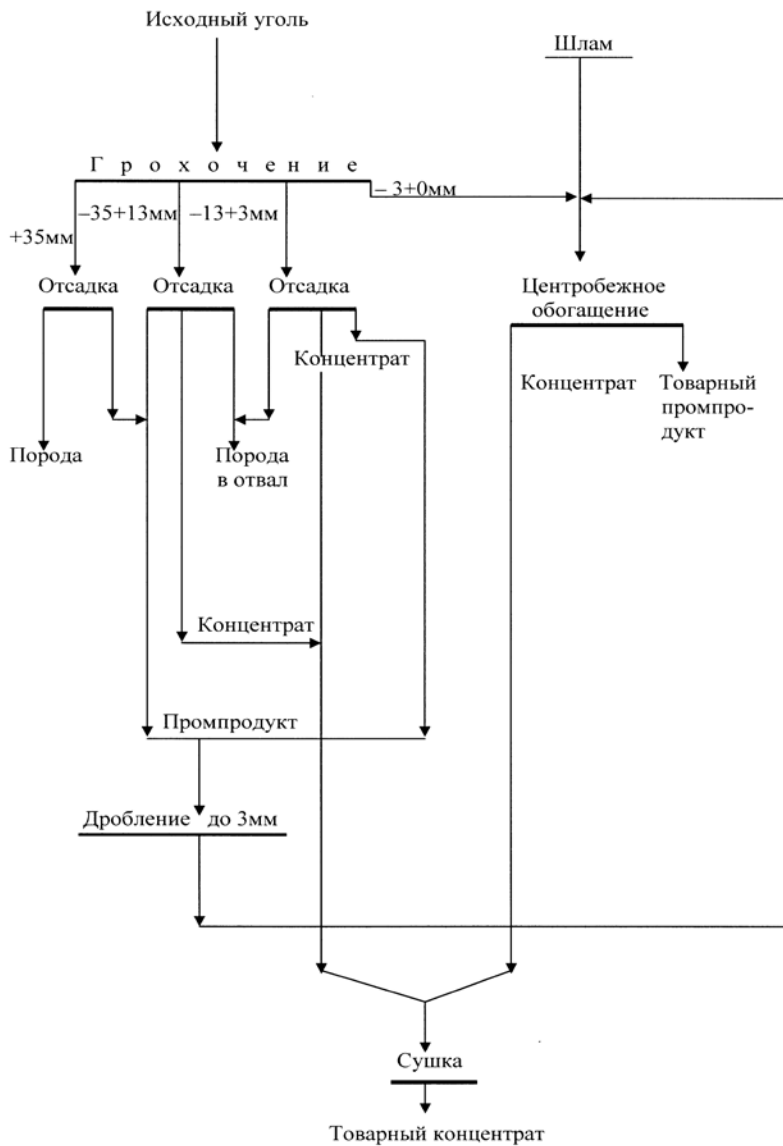 Исходный уголь
Шлам
Грохочение
– 3+0мм
–35+13мм
–13+3мм
+35мм
Отсадка
Отсадка
Отсадка
Центробежное
обогащение
Концентрат
Концентрат
Товарный
промпро-
дукт
Порода
Порода
в отвал
Концентрат
Промпродукт
Дробление до 3мм
Сушка
Товарный концентрат